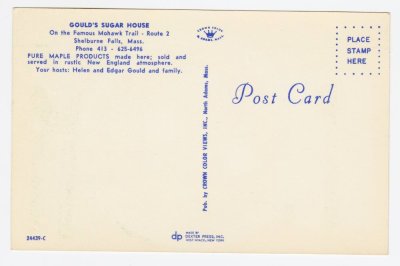 GOULD'S SUGAR HOUSE
On the Famous Mohawk Trail - Route 2
Shelburne Falls, Mass.
Phone 413 - 625-6496
PURE MAPLE PRODUCTS made here; sold and
served in rustic New England atmosphere.
Your hosts: Helen and Edgar Gould and family.
24439-C
Pub. by CROWN COLOR VIEWS, INC., North Adams, Mass.
dp
MADE BY
DEXTER PRESS, INC.
WEST NYACK, NEW YORK
CROWN COLOR
Post Card
PLACE
STAMP
HERE